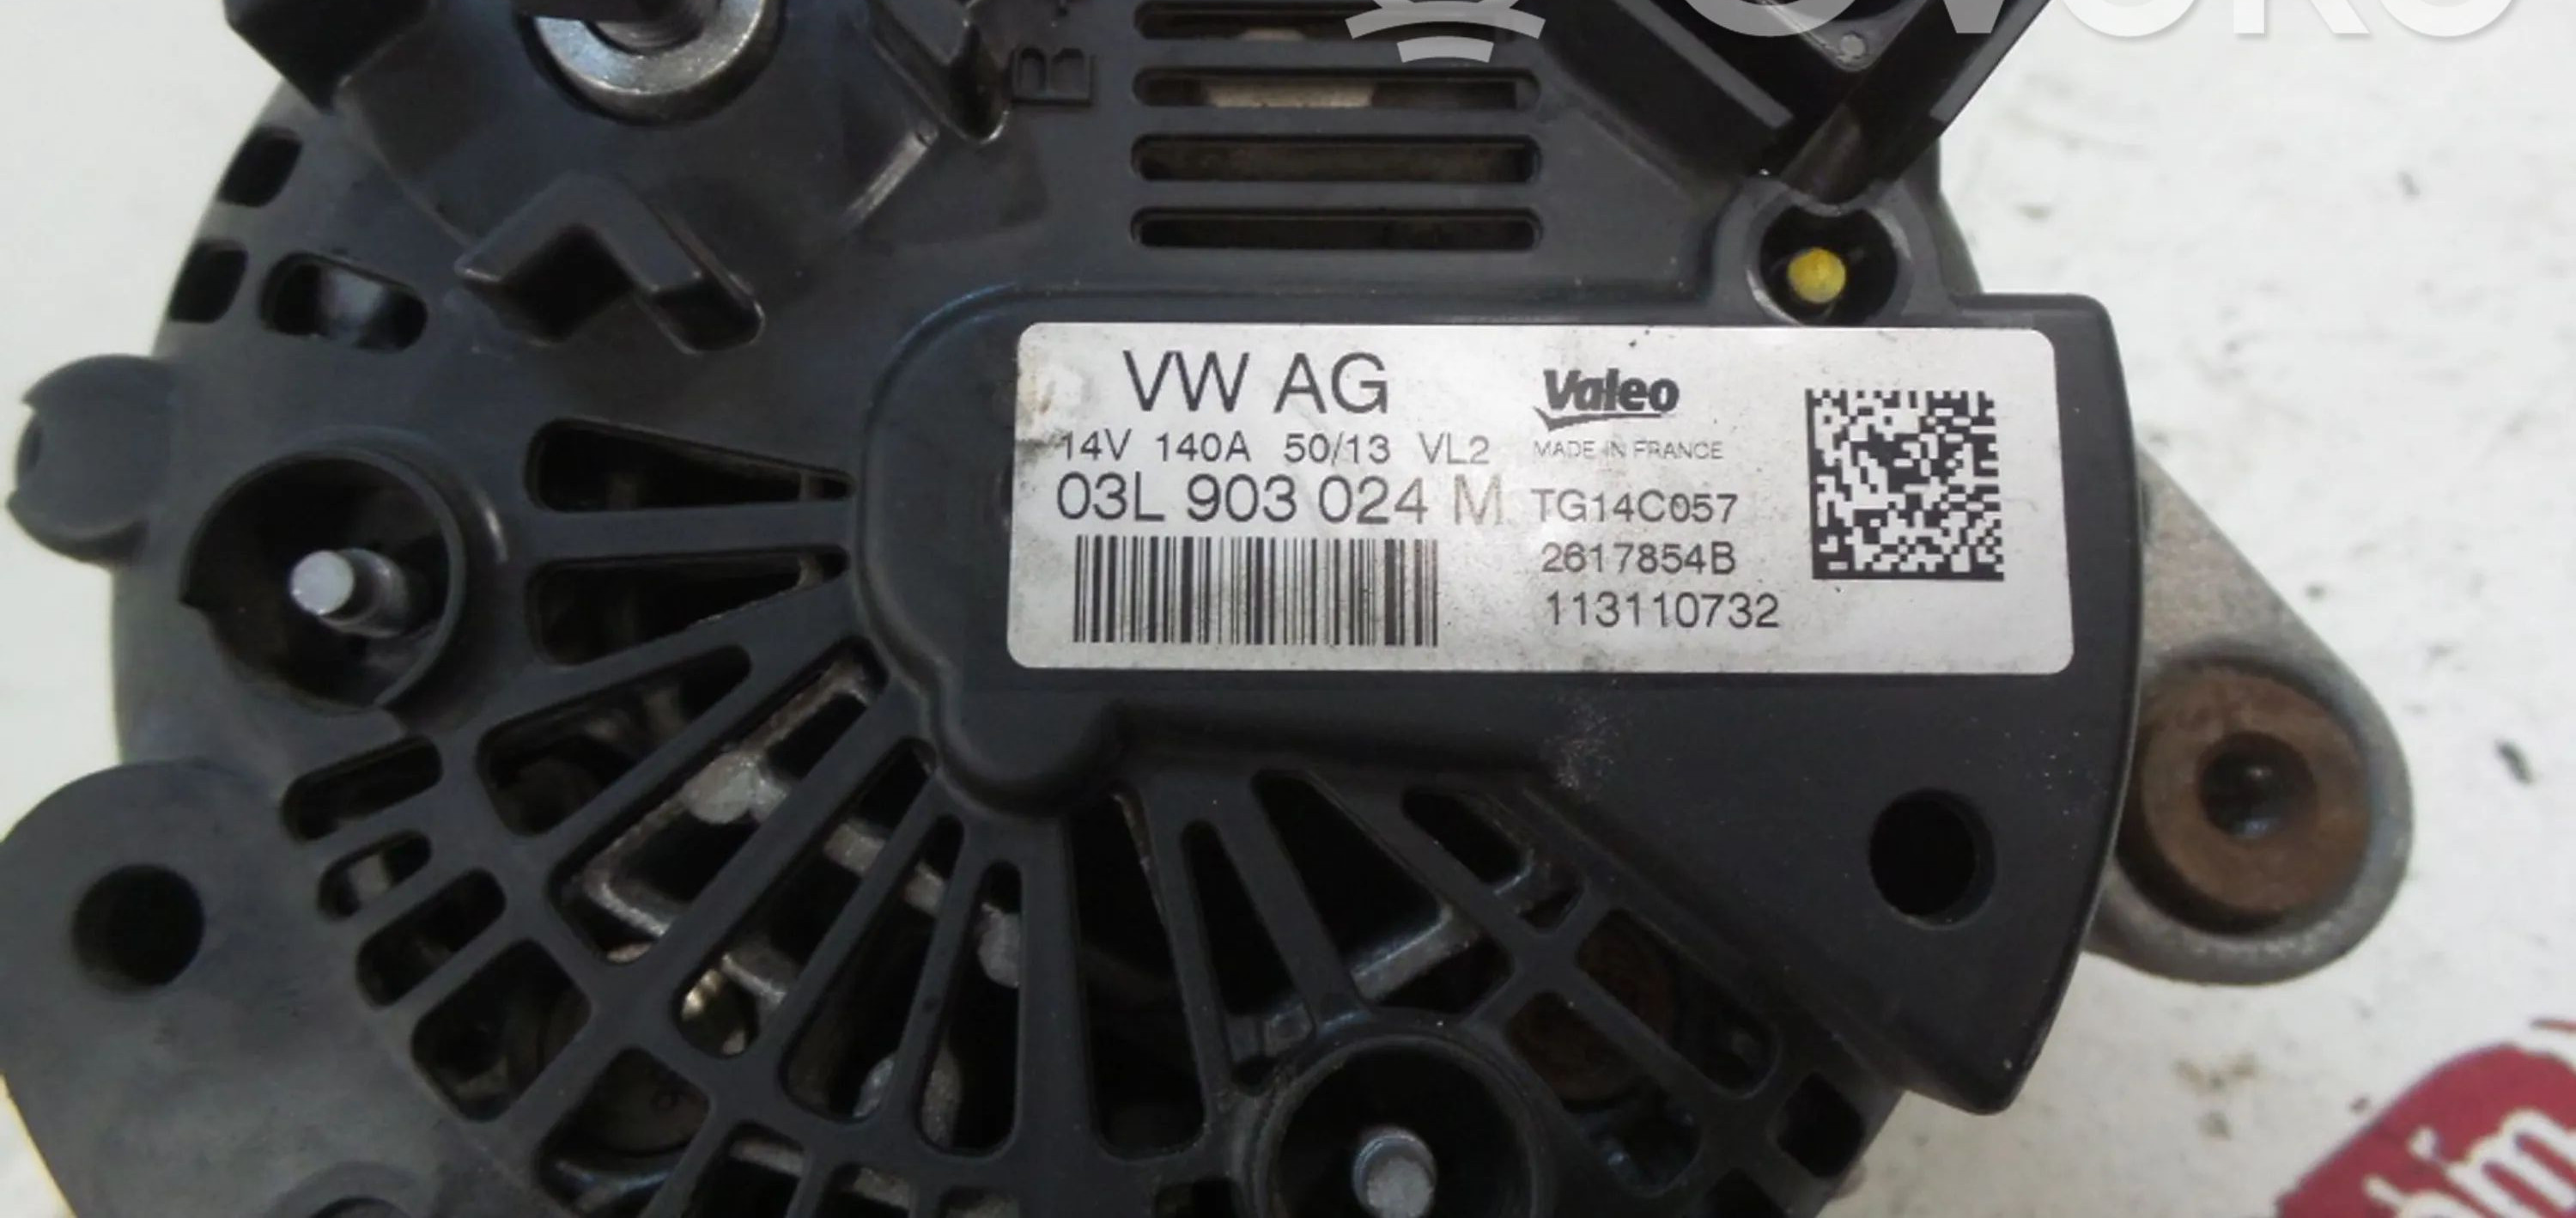 B
VW AG
Valeo
14V 140A 50/13 VL2
MADE IN FRANCE
03L 903 024 M
TG14C057
2617854B
113110732